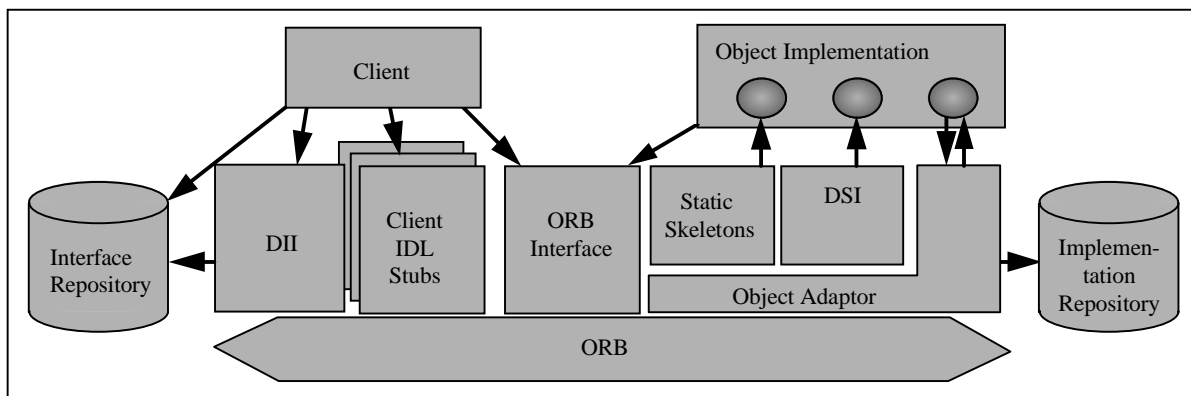 Client
Object Implementation
Interface
Repository
DII
Client
IDL
Stubs
ORB
Interface
Static
Skeletons
DSI
Object Adaptor
Implemen-
tation
Repository
ORB